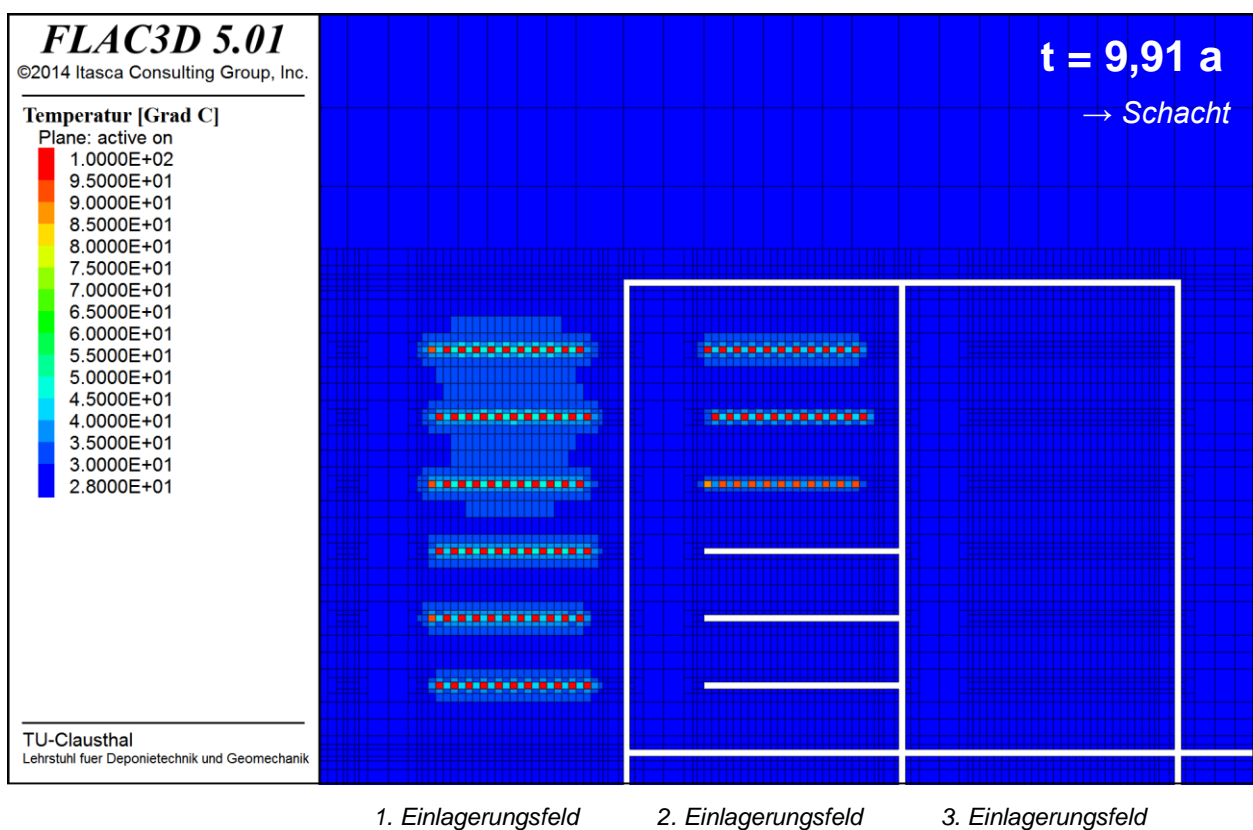 FLAC3D 5.01
©2014 Itasca Consulting Group, Inc.
Temperatur [Grad C]
Plane: active on
1.0000E+02
9.5000E+01
9.0000E+01
8.5000E+01
8.0000E+01
7.5000E+01
7.0000E+01
6.5000E+01
6.0000E+01
5.5000E+01
5.0000E+01
4.5000E+01
4.0000E+01
3.5000E+01
3.0000E+01
2.8000E+01
TU-Clausthal
Lehrstuhl fuer Deponietechnik und Geomechanik
t = 9,91 a
→ Schacht
1. Einlagerungsfeld
2. Einlagerungsfeld
3. Einlagerungsfeld